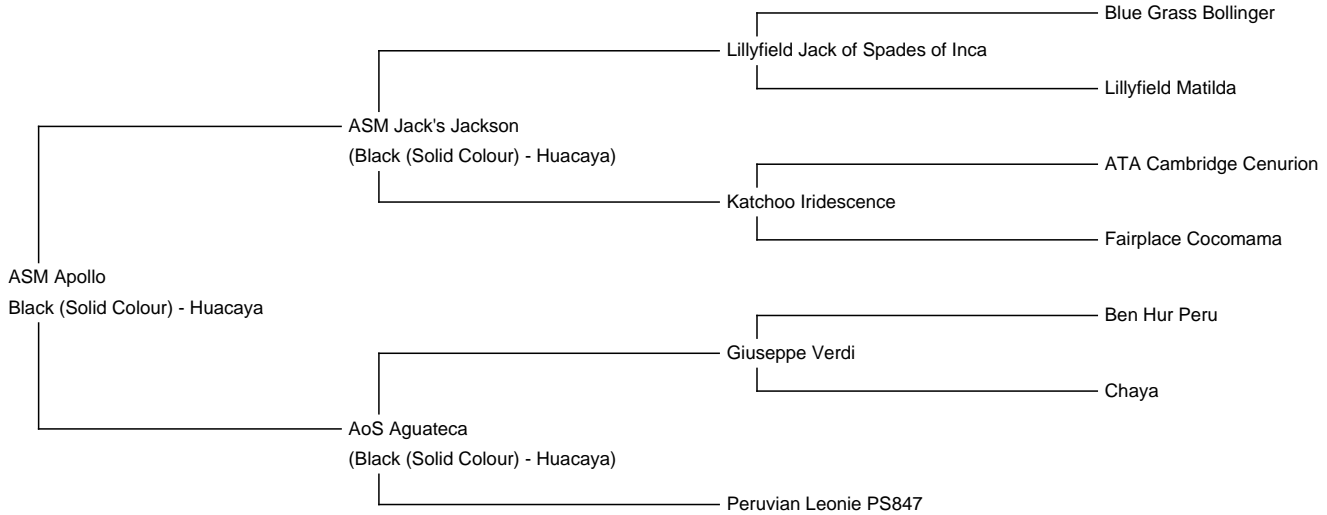 Blue Grass Bollinger
Lillyfield Jack of Spades of Inca
Lillyfield Matilda
ASM Jack's Jackson
(Black (Solid Colour) - Huacaya)
ATA Cambridge Cenurion
Katchoo Iridescence
Fairplace Cocomama
ASM Apollo
Black (Solid Colour) - Huacaya
Ben Hur Peru
Giuseppe Verdi
Chaya
AoS Aguateca
(Black (Solid Colour) - Huacaya)
Peruvian Leonie PS847